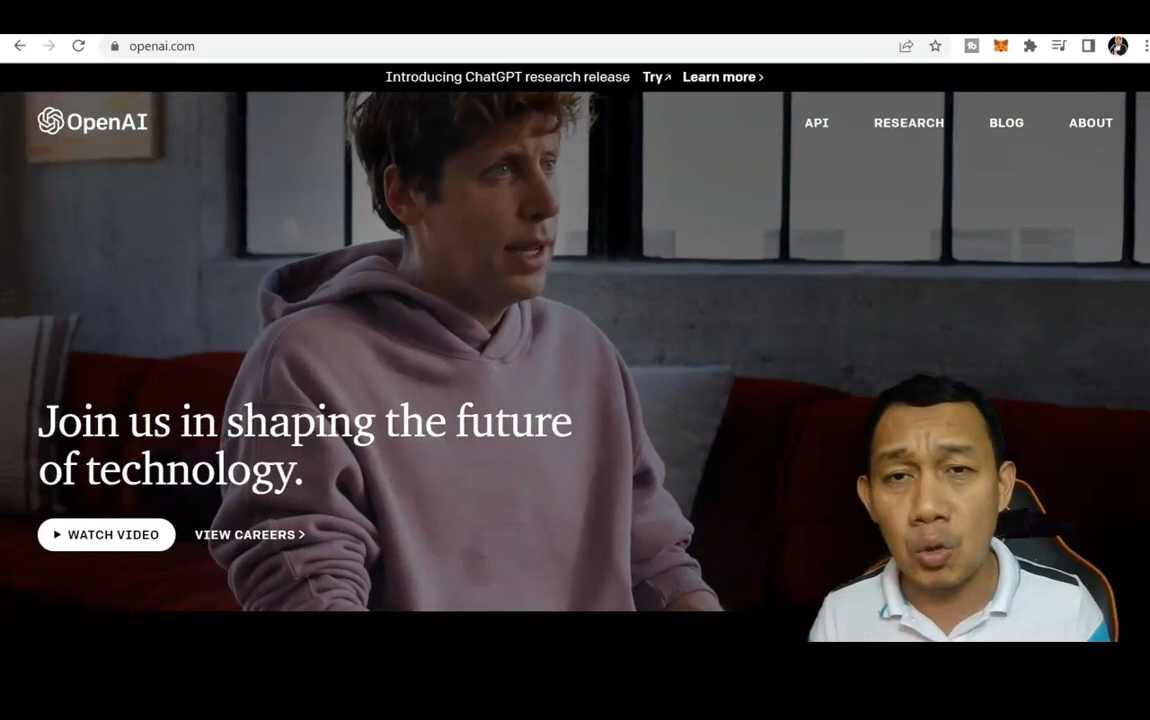 openai.com
Introducing ChatGPT research release Try↗ Learn more >
OpenAI
API RESEARCH BLOG ABOUT
Join us in shaping the future
of technology.
WATCH VIDEO VIEW CAREERS >